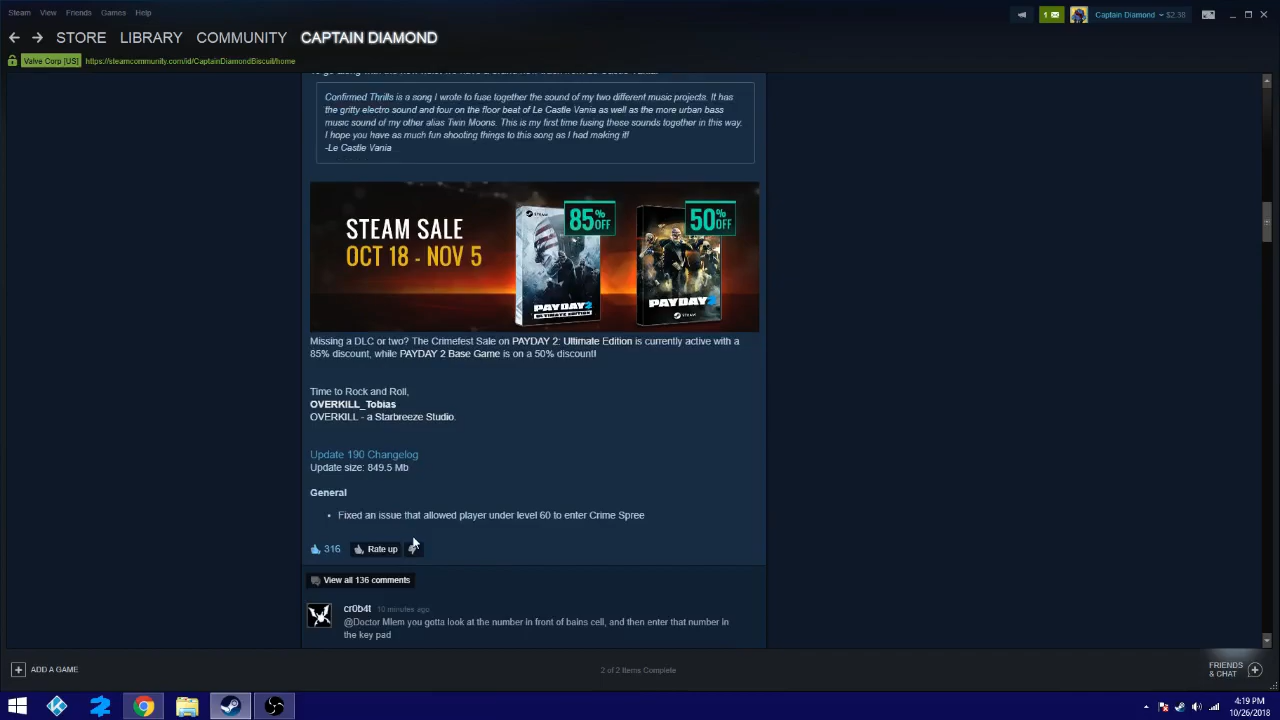 Steam View Friends Games Help
1 Captain Diamond $2.38
STORE LIBRARY COMMUNITY CAPTAIN DIAMOND
Valve Corp [US] https://steamcommunity.com/id/CaptainDiamondBiscuit/home
Confirmed Thrills is a song I wrote to fuse together the sound of my two different music projects. It has
the gritty electro sound and four on the floor beat of Le Castle Vania as well as the more urban bass
music sound of my other alias Twin Moons. This is my first time fusing these sounds together in this way.
I hope you have as much fun shooting things to this song as I had making it!
-Le Castle Vania
STEAM SALE
OCT 18 - NOV 5
STEAM
85% OFF
PAYDAY 2
ULTIMATE EDITION
50% OFF
PAYDAY 2
STEAM
Missing a DLC or two? The Crimefest Sale on PAYDAY 2: Ultimate Edition is currently active with a
85% discount, while PAYDAY 2 Base Game is on a 50% discount!
Time to Rock and Roll,
OVERKILL_Tobias
OVERKILL - a Starbreeze Studio.
Update 190 Changelog
Update size: 849.5 Mb
General
• Fixed an issue that allowed player under level 60 to enter Crime Spree
316 Rate up
View all 136 comments
cr0b4t 10 minutes ago
@Doctor Mlem you gotta look at the number in front of bains cell, and then enter that number in
the key pad
ADD A GAME
2 of 2 Items Complete
FRIENDS
& CHAT
4:19 PM
10/26/2018